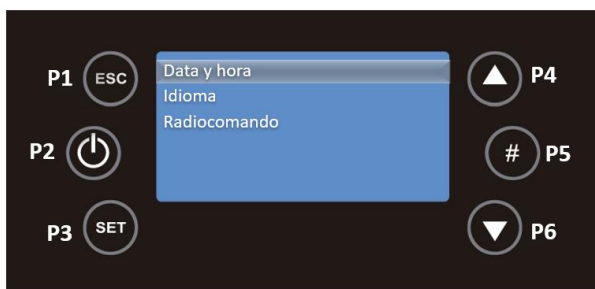 P1 ESC
P2
P3 SET
Data y hora
Idioma
Radiocomando
P4
# P5
P6